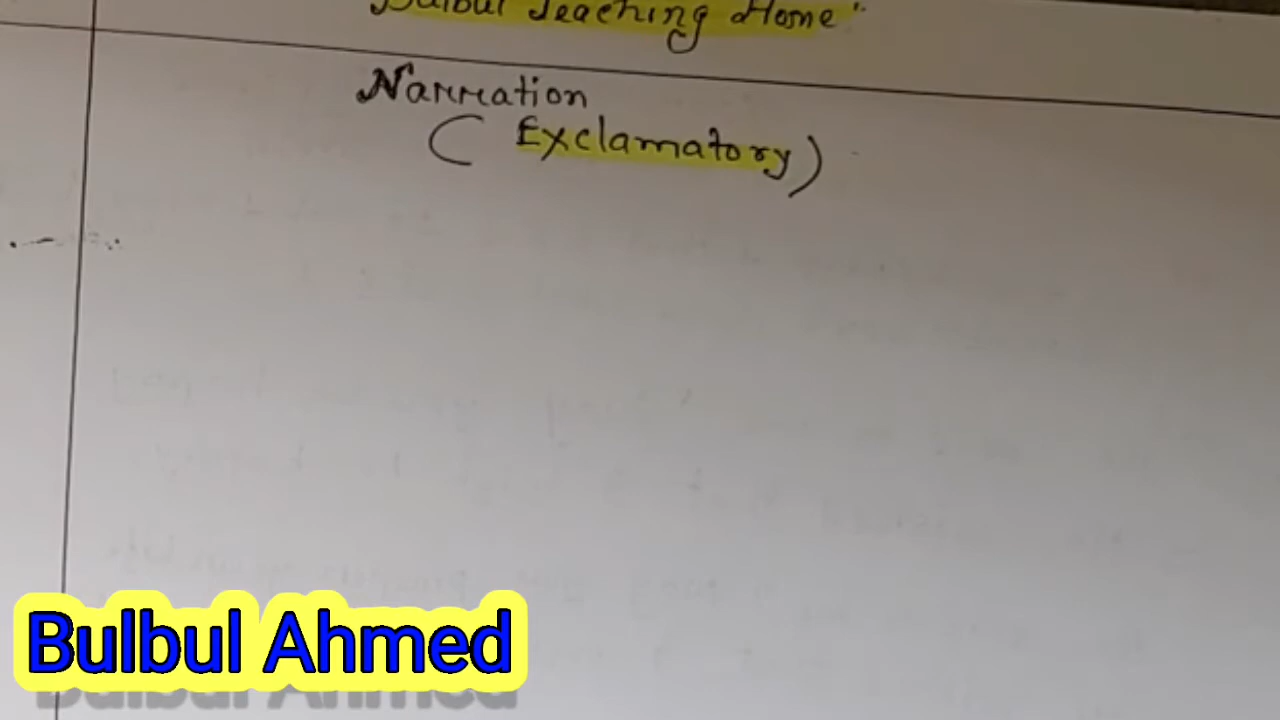 "Bulbul Teaching Home"
Narration
( Exclamatory )
Bulbul Ahmed